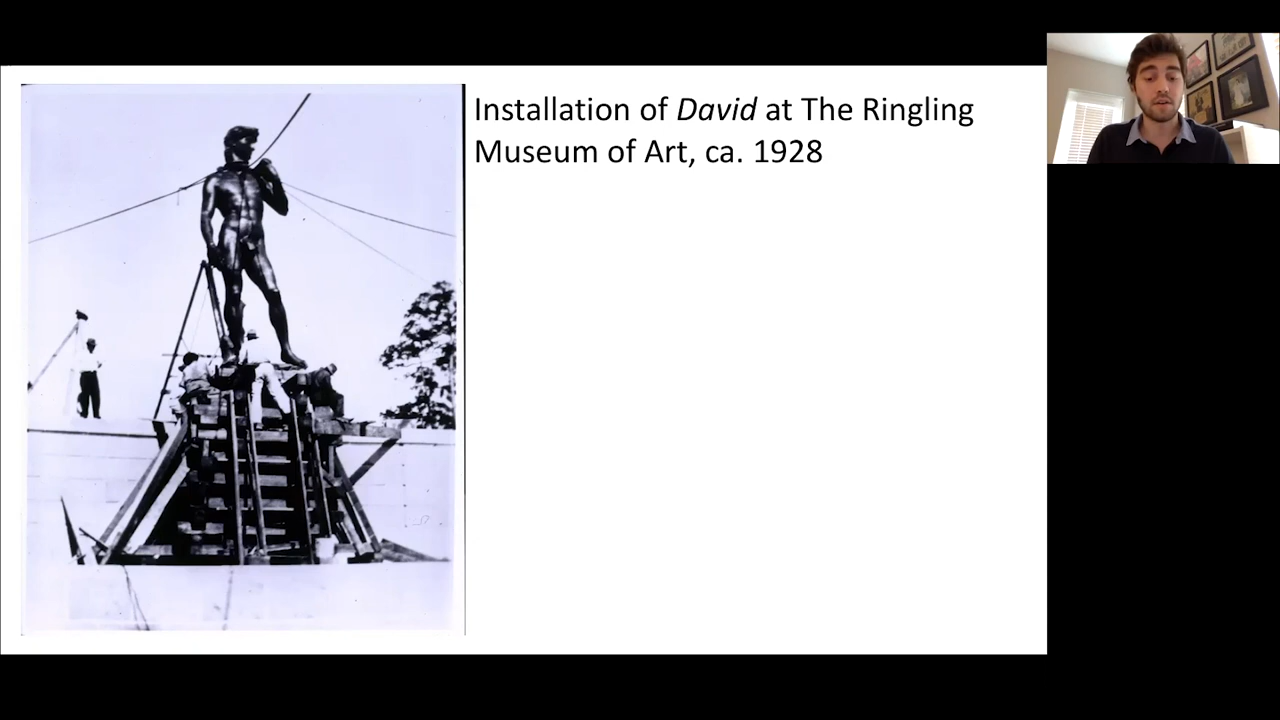 Installation of David at The Ringling
Museum of Art, ca. 1928